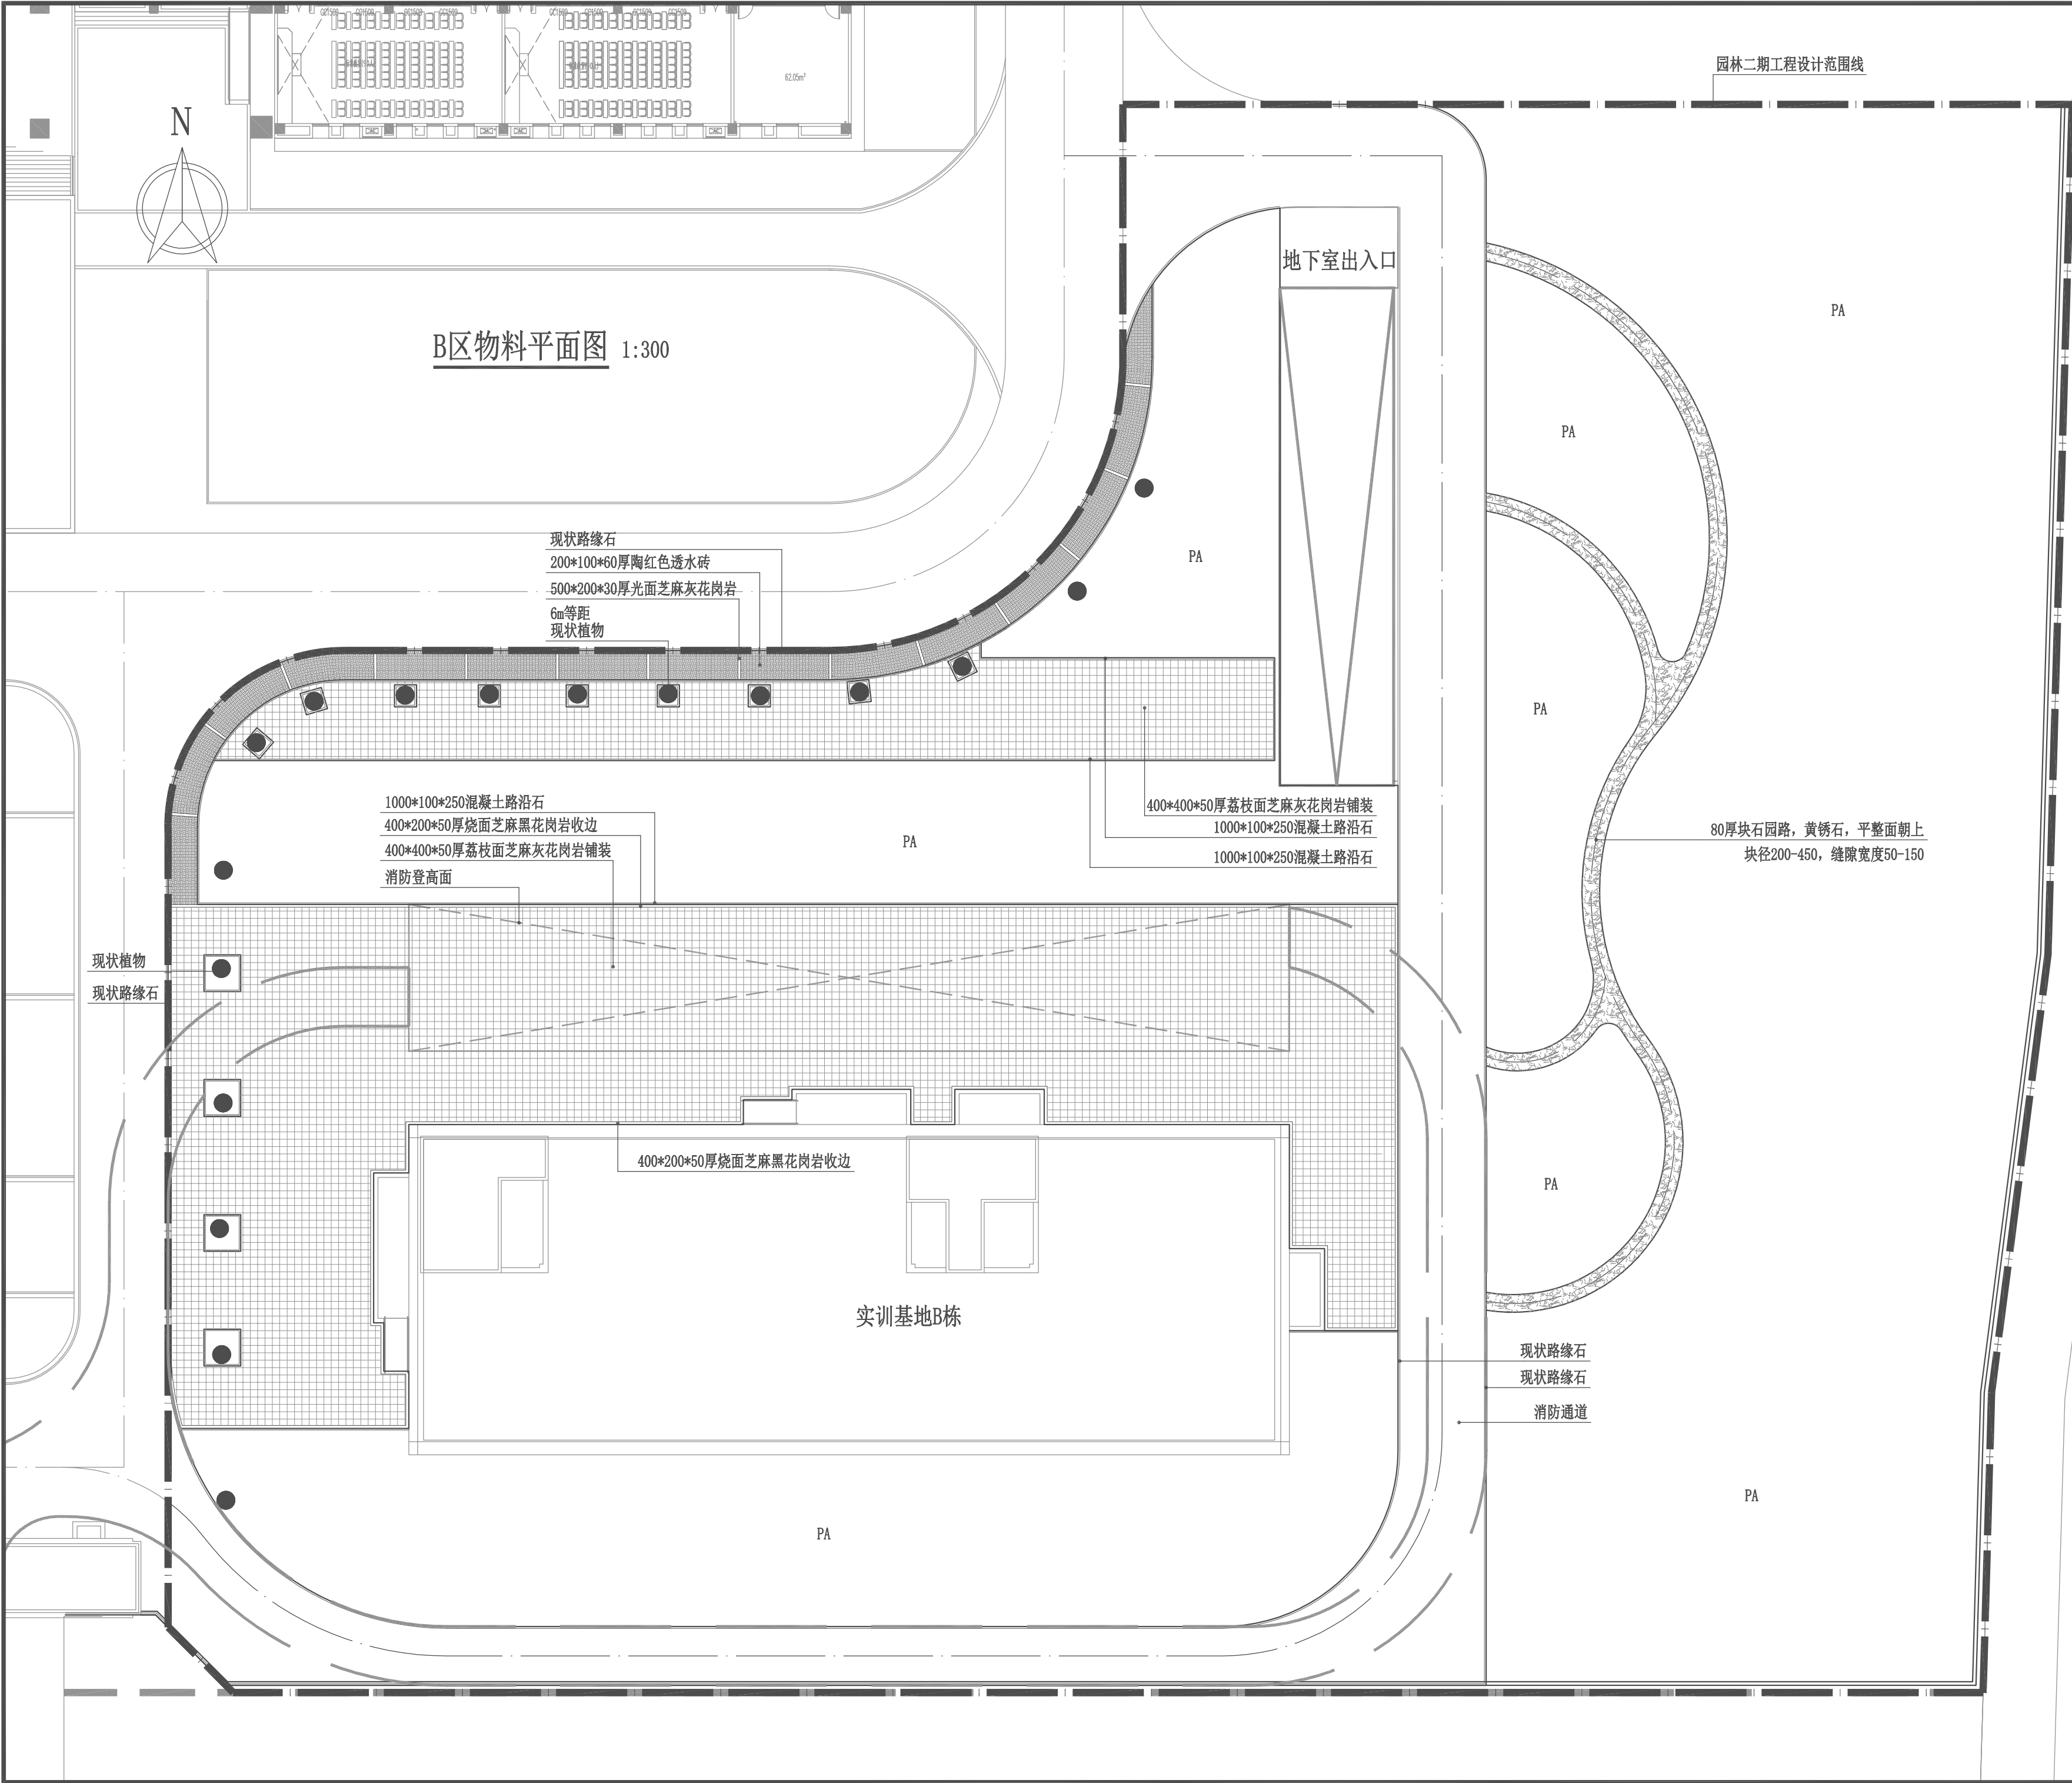 GC1509 GC1509 GC1509 GC1509
GC1509 GC1509 GC1509 GC1509
62.05m²
园林二期工程设计范围线
N
地下室出入口
PA
B区物料平面图 1:300
PA
现状路缘石
200*100*60厚陶红色透水砖
500*200*30厚光面芝麻灰花岗岩
6m等距
现状植物
PA
PA
1000*100*250混凝土路沿石
400*200*50厚烧面芝麻黑花岗岩收边
400*400*50厚荔枝面芝麻灰花岗岩铺装
消防登高面
400*400*50厚荔枝面芝麻灰花岗岩铺装
1000*100*250混凝土路沿石
1000*100*250混凝土路沿石
PA
80厚块石园路，黄锈石，平整面朝上
块径200-450，缝隙宽度50-150
现状植物
现状路缘石
400*200*50厚烧面芝麻黑花岗岩收边
PA
实训基地B栋
现状路缘石
现状路缘石
消防通道
PA
PA